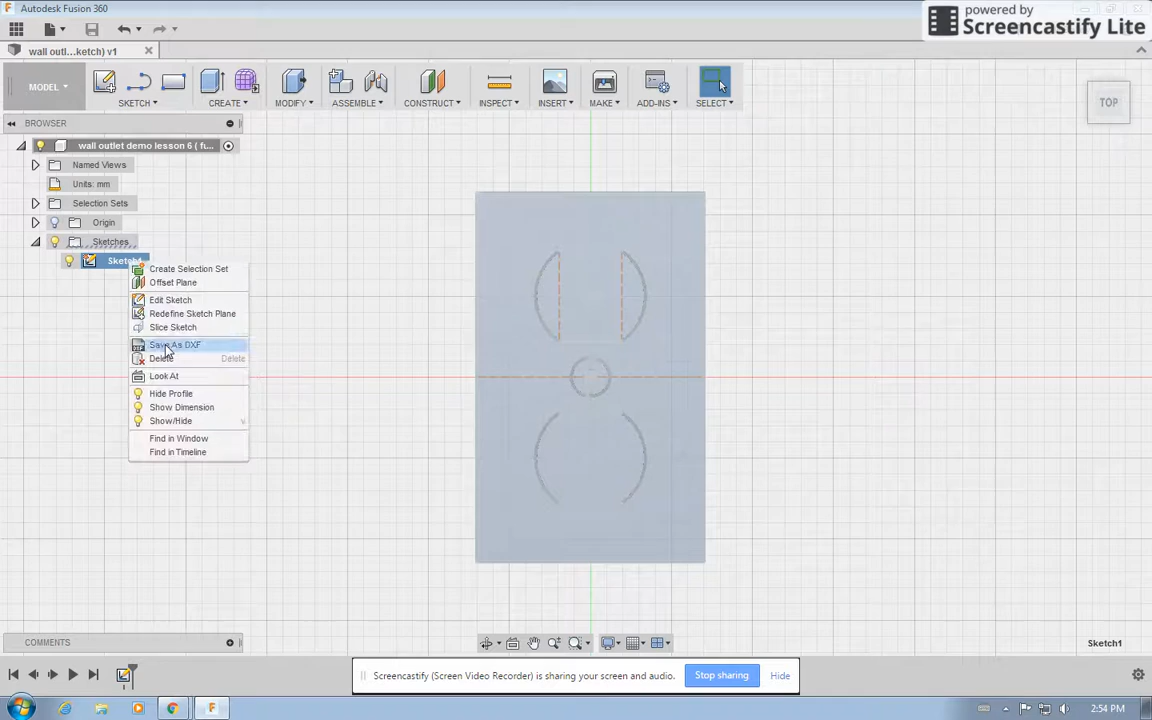 Autodesk Fusion 360
powered by
Screencastify Lite
wall outl...ketch) v1
MODEL
SKETCH
CREATE
MODIFY
ASSEMBLE
CONSTRUCT
INSPECT
INSERT
MAKE
ADD-INS
SELECT
TOP
BROWSER
wall outlet demo lesson 6 ( fu...
Named Views
Units: mm
Selection Sets
Origin
Sketches
Sketch1
Create Selection Set
Offset Plane
Edit Sketch
Redefine Sketch Plane
Slice Sketch
Save As DXF
Delete Delete
Look At
Hide Profile
Show Dimension
Show/Hide v
Find in Window
Find in Timeline
COMMENTS
Sketch1
Screencastify (Screen Video Recorder) is sharing your screen and audio.
Stop sharing
Hide
2:54 PM